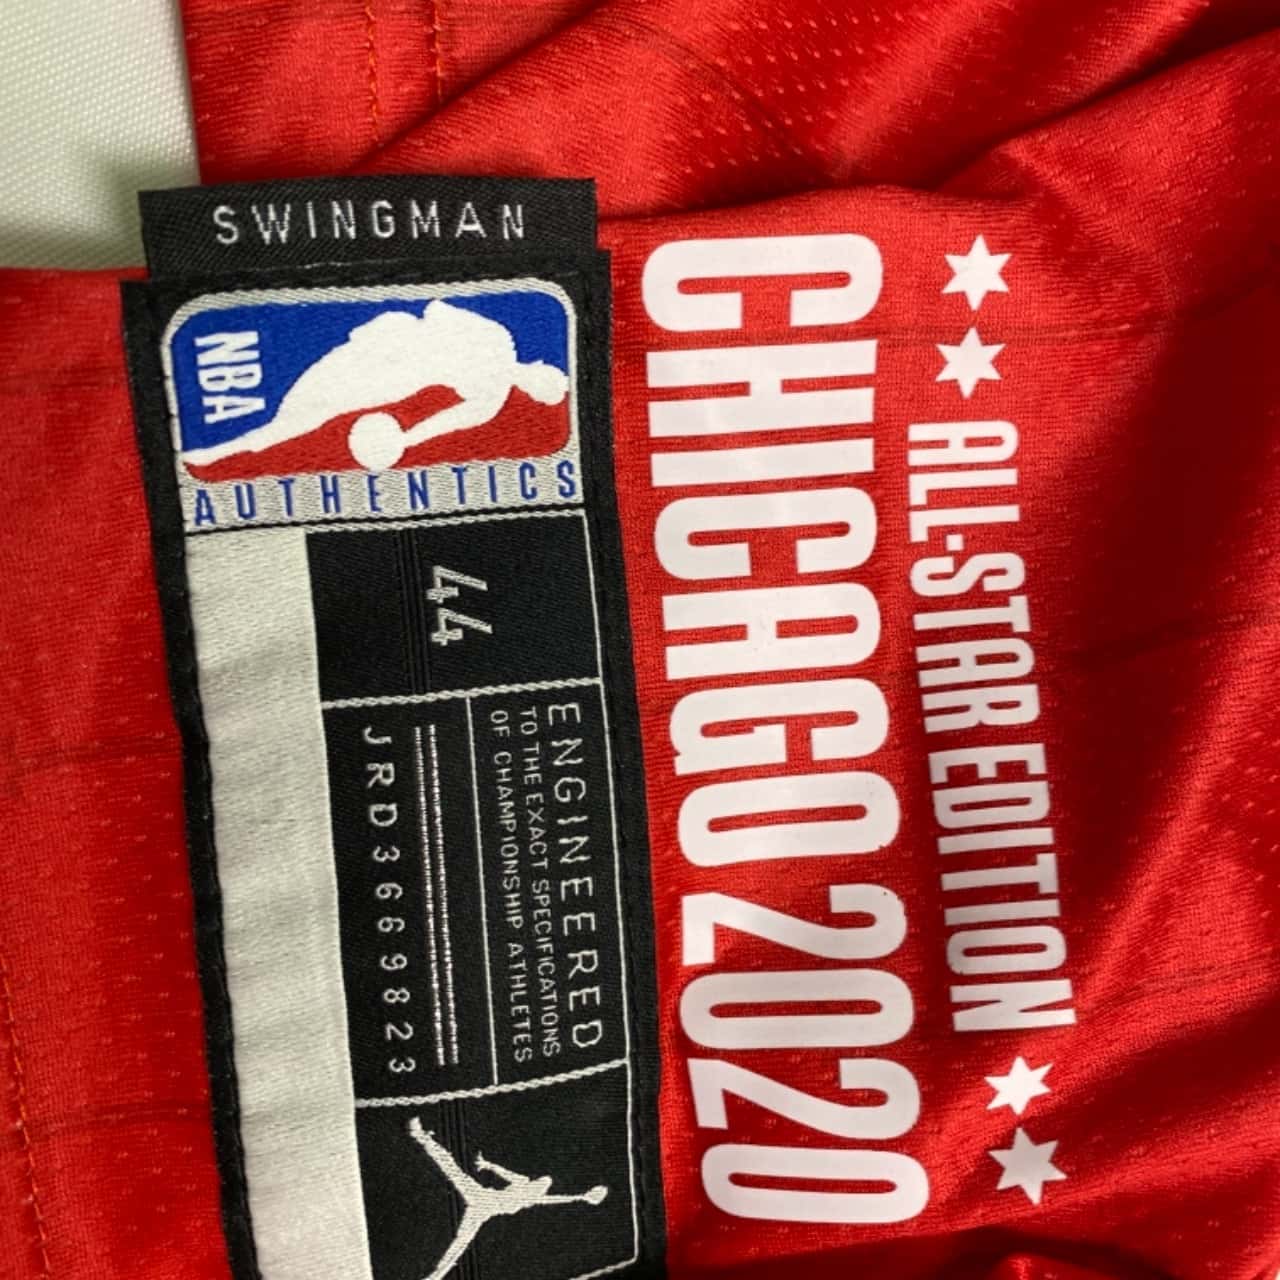 SWINGMAN
NBA
AUTHENTICS
44
ENGINEERED
TO THE EXACT SPECIFICATIONS
OF CHAMPIONSHIP ATHLETES
JRD3669823
ALL-STAR EDITION
CHICAGO 2020